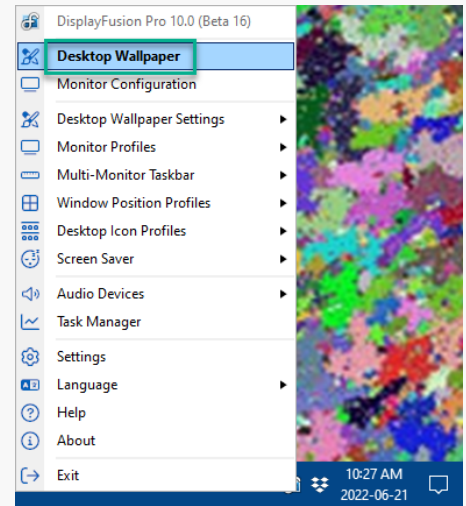 DisplayFusion Pro 10.0 (Beta 16)
Desktop Wallpaper
Monitor Configuration
Desktop Wallpaper Settings
Monitor Profiles
Multi-Monitor Taskbar
Window Position Profiles
Desktop Icon Profiles
Screen Saver
Audio Devices
Task Manager
Settings
Language
Help
About
Exit
10:27 AM
2022-06-21